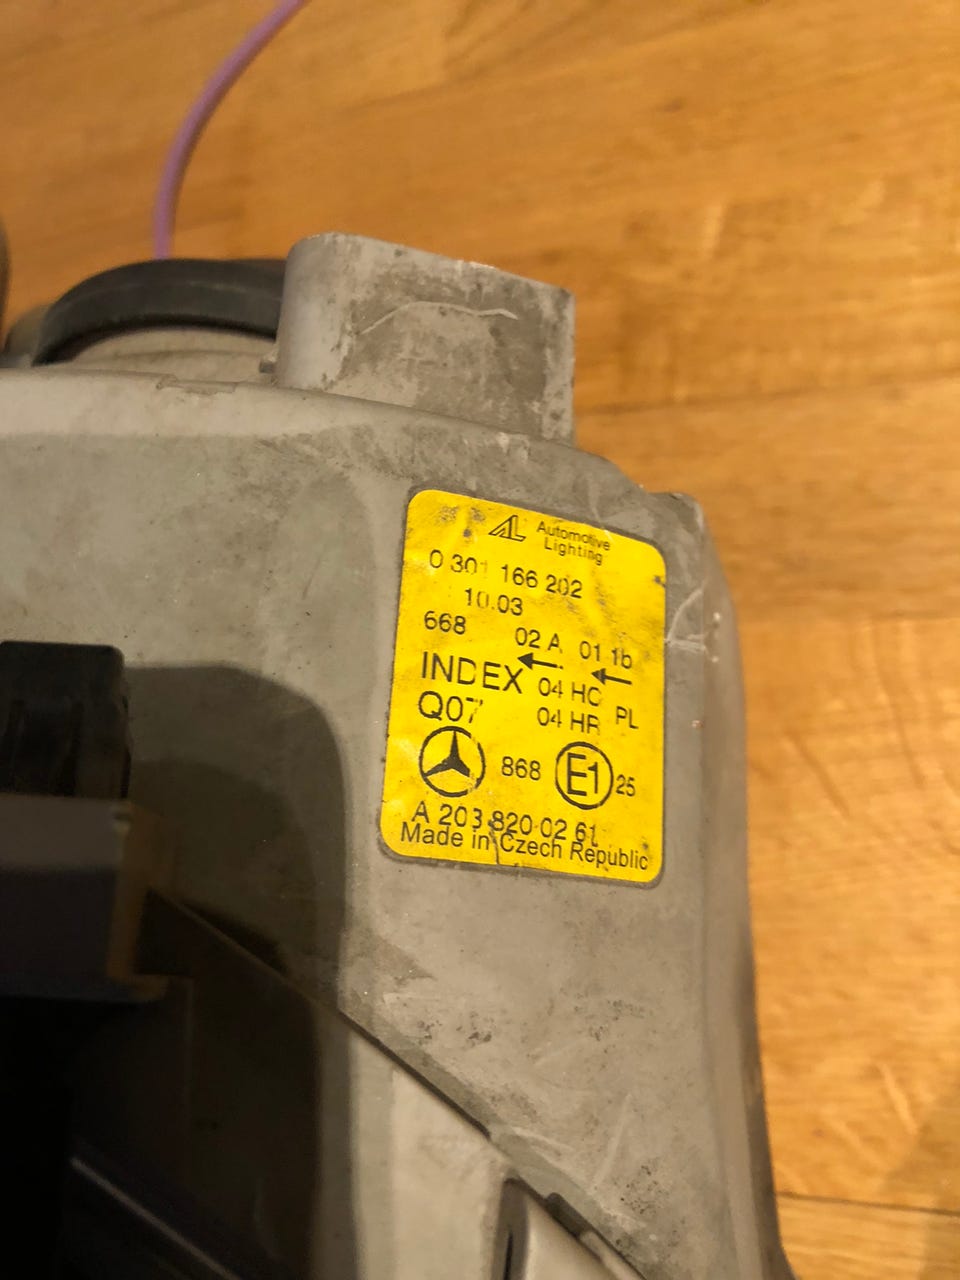 AL Automotive
Lighting
0 301 166 202
10.03
668 02 A 01 1b
INDEX 04 HC PL
Q07 04 HR
868 E1 25
A 203 820 02 61
Made in Czech Republic